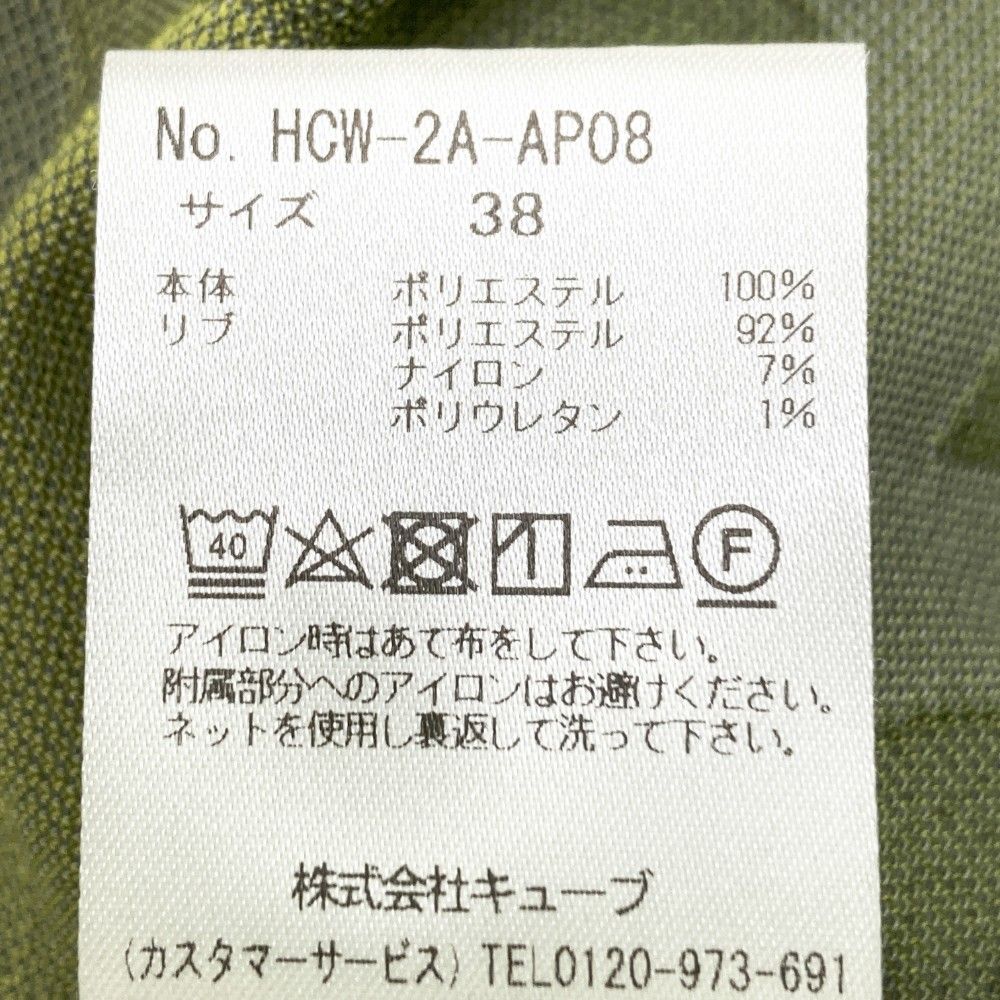 No. HCW-2A-AP08
サイズ 38
本体 ポリエステル 100%
リブ ポリエステル 92%
ナイロン 7%
ポリウレタン 1%
40 F
アイロン時はあて布をして下さい。
附属部分へのアイロンはお避けください。
ネットを使用し裏返して洗って下さい。
株式会社キューブ
(カスタマーサービス) TEL0120-973-691